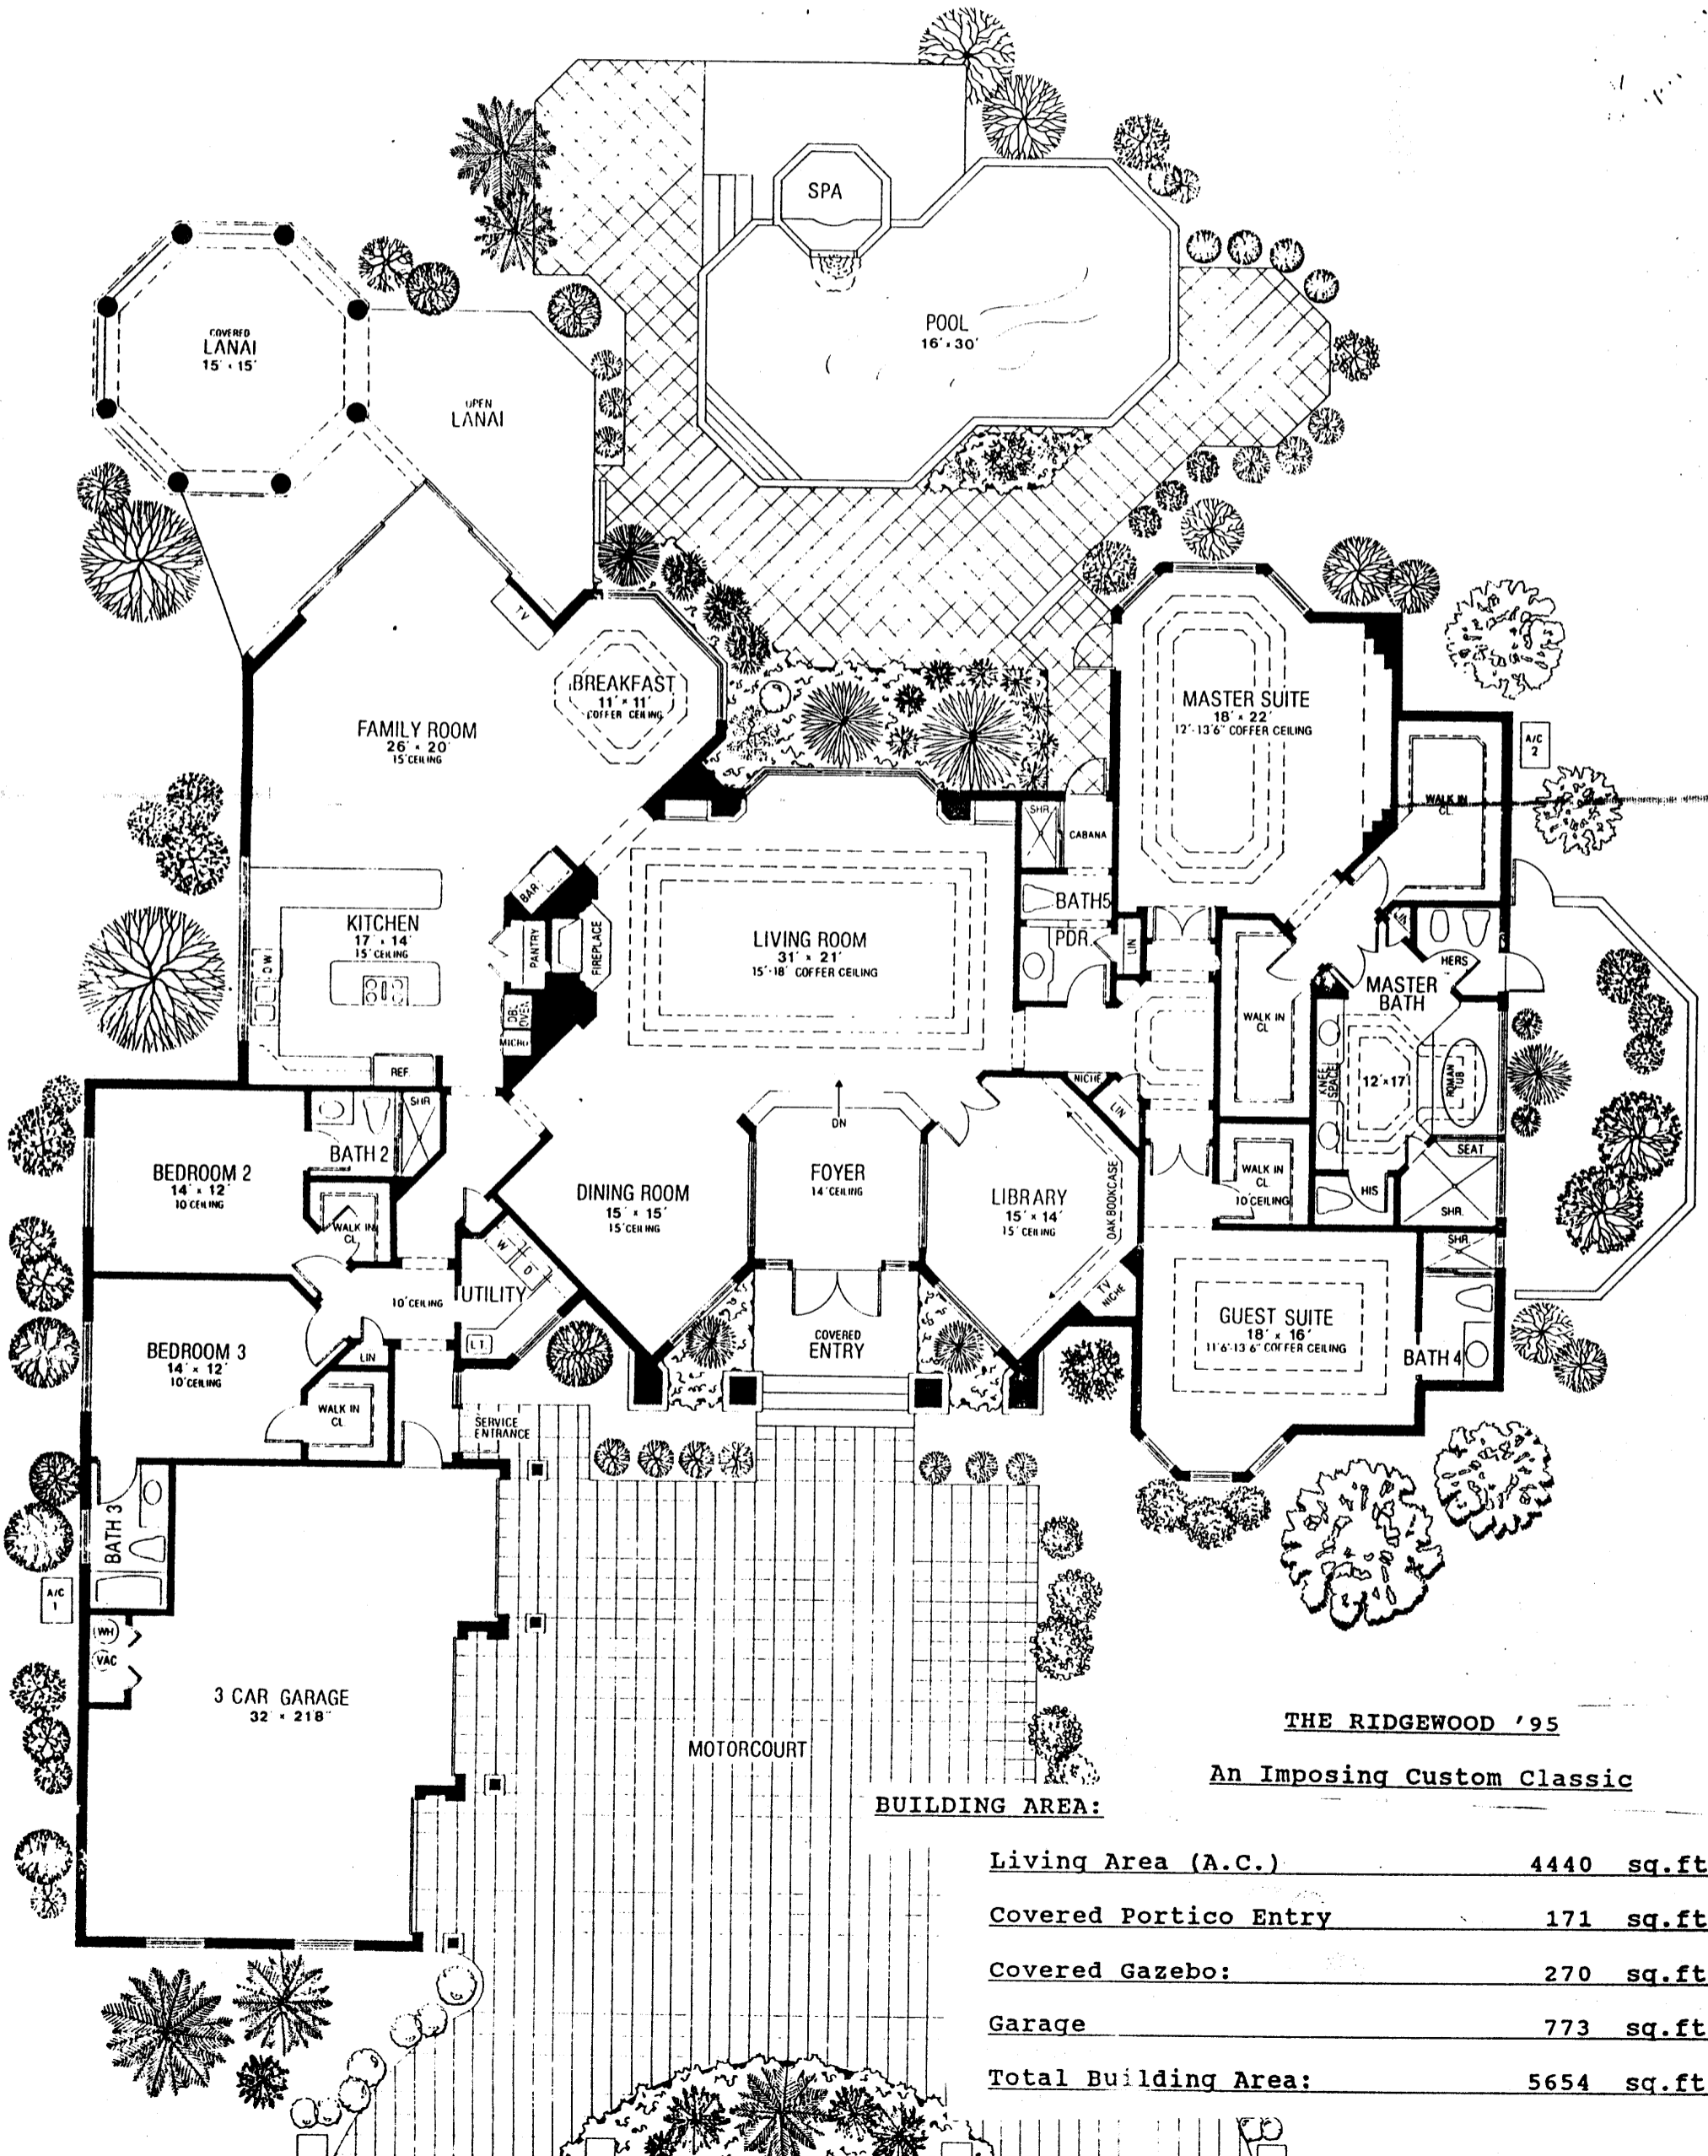 SPA
POOL
16' × 30'
COVERED
LANAI
15' × 15'
OPEN
LANAI
TV
BREAKFAST
11' × 11'
COFFER CEILING
FAMILY ROOM
26' × 20'
15' CEILING
MASTER SUITE
18' × 22'
12'-13'6" COFFER CEILING
A/C
2
WALK IN
CL.
SHR.
CABANA
BATH5
PDR.
LIN
BAR
KITCHEN
17' × 14'
15' CEILING
D.W.
PANTRY
FIREPLACE
DBL
OVEN
MICRO
REF.
LIVING ROOM
31' × 21'
15'-18' COFFER CEILING
WALK IN
CL
LIN
HERS
MASTER
BATH
KNEE
SPACE
12'×17'
ROMAN
TUB
NICHE
LIN
DN
SHR
BATH 2
BEDROOM 2
14' × 12'
10' CEILING
WALK IN
CL.
DINING ROOM
15' × 15'
15' CEILING
FOYER
14' CEILING
LIBRARY
15' × 14'
15' CEILING
OAK BOOKCASE
WALK IN
CL.
10' CEILING
HIS
SEAT
SHR.
SHR
W
D
UTILITY
L.T.
10' CEILING
BEDROOM 3
14' × 12'
10' CEILING
LIN
WALK IN
CL.
COVERED
ENTRY
TV
NICHE
GUEST SUITE
18' × 16'
11'6"-13'6" COFFER CEILING
BATH 4
SERVICE
ENTRANCE
BATH 3
A/C
1
WH
VAC
3 CAR GARAGE
32' × 21'8"
MOTORCOURT
THE RIDGEWOOD '95
An Imposing Custom Classic
BUILDING AREA:
Living Area (A.C.) 4440 sq.ft
Covered Portico Entry 171 sq.ft
Covered Gazebo: 270 sq.ft
Garage 773 sq.ft
Total Building Area: 5654 sq.ft